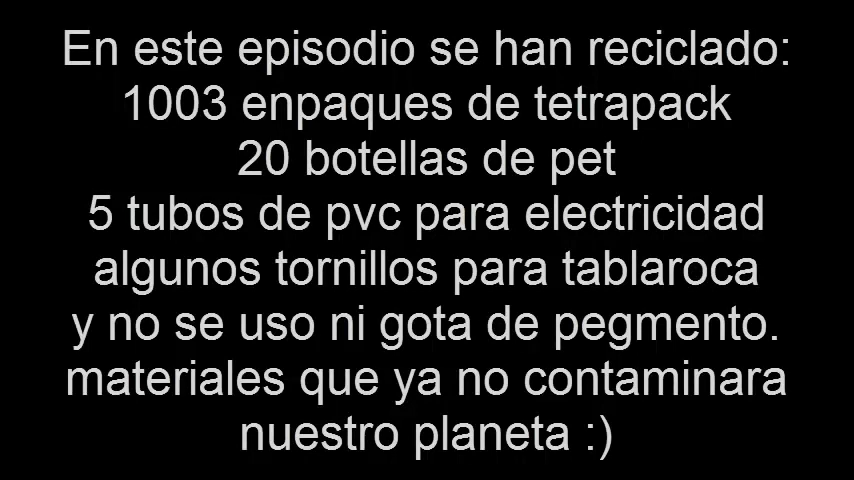 En este episodio se han reciclado:
1003 enpaques de tetrapack
20 botellas de pet
5 tubos de pvc para electricidad
algunos tornillos para tablaroca
y no se uso ni gota de pegmento.
materiales que ya no contaminara
nuestro planeta :)